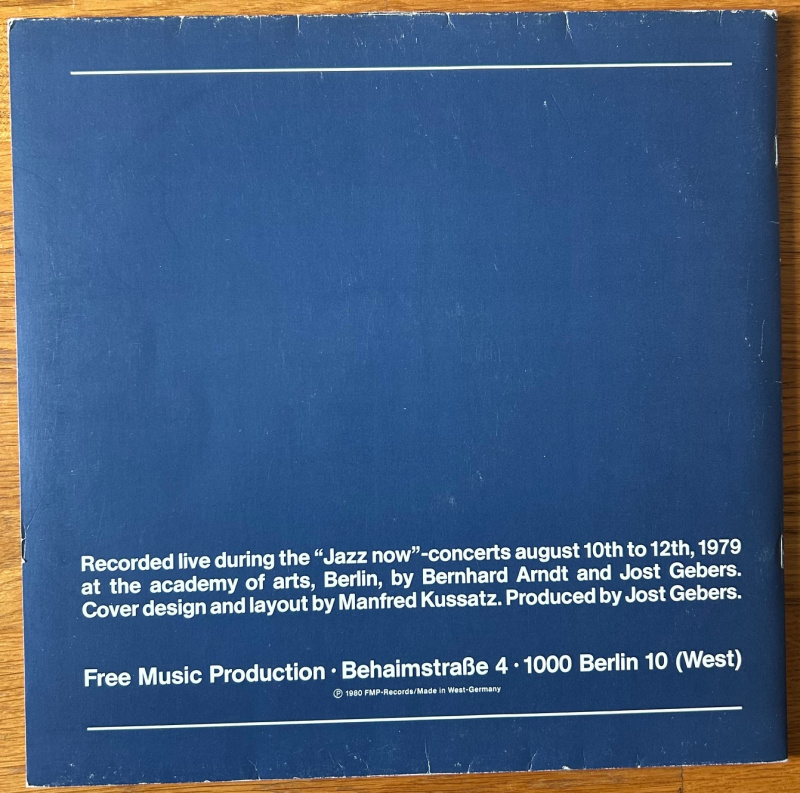 Recorded live during the “Jazz now”-concerts august 10th to 12th, 1979
at the academy of arts, Berlin, by Bernhard Arndt and Jost Gebers.
Cover design and layout by Manfred Kussatz. Produced by Jost Gebers.
Free Music Production · Behaimstraße 4 · 1000 Berlin 10 (West)
Ⓟ 1980 FMP-Records/Made in West-Germany